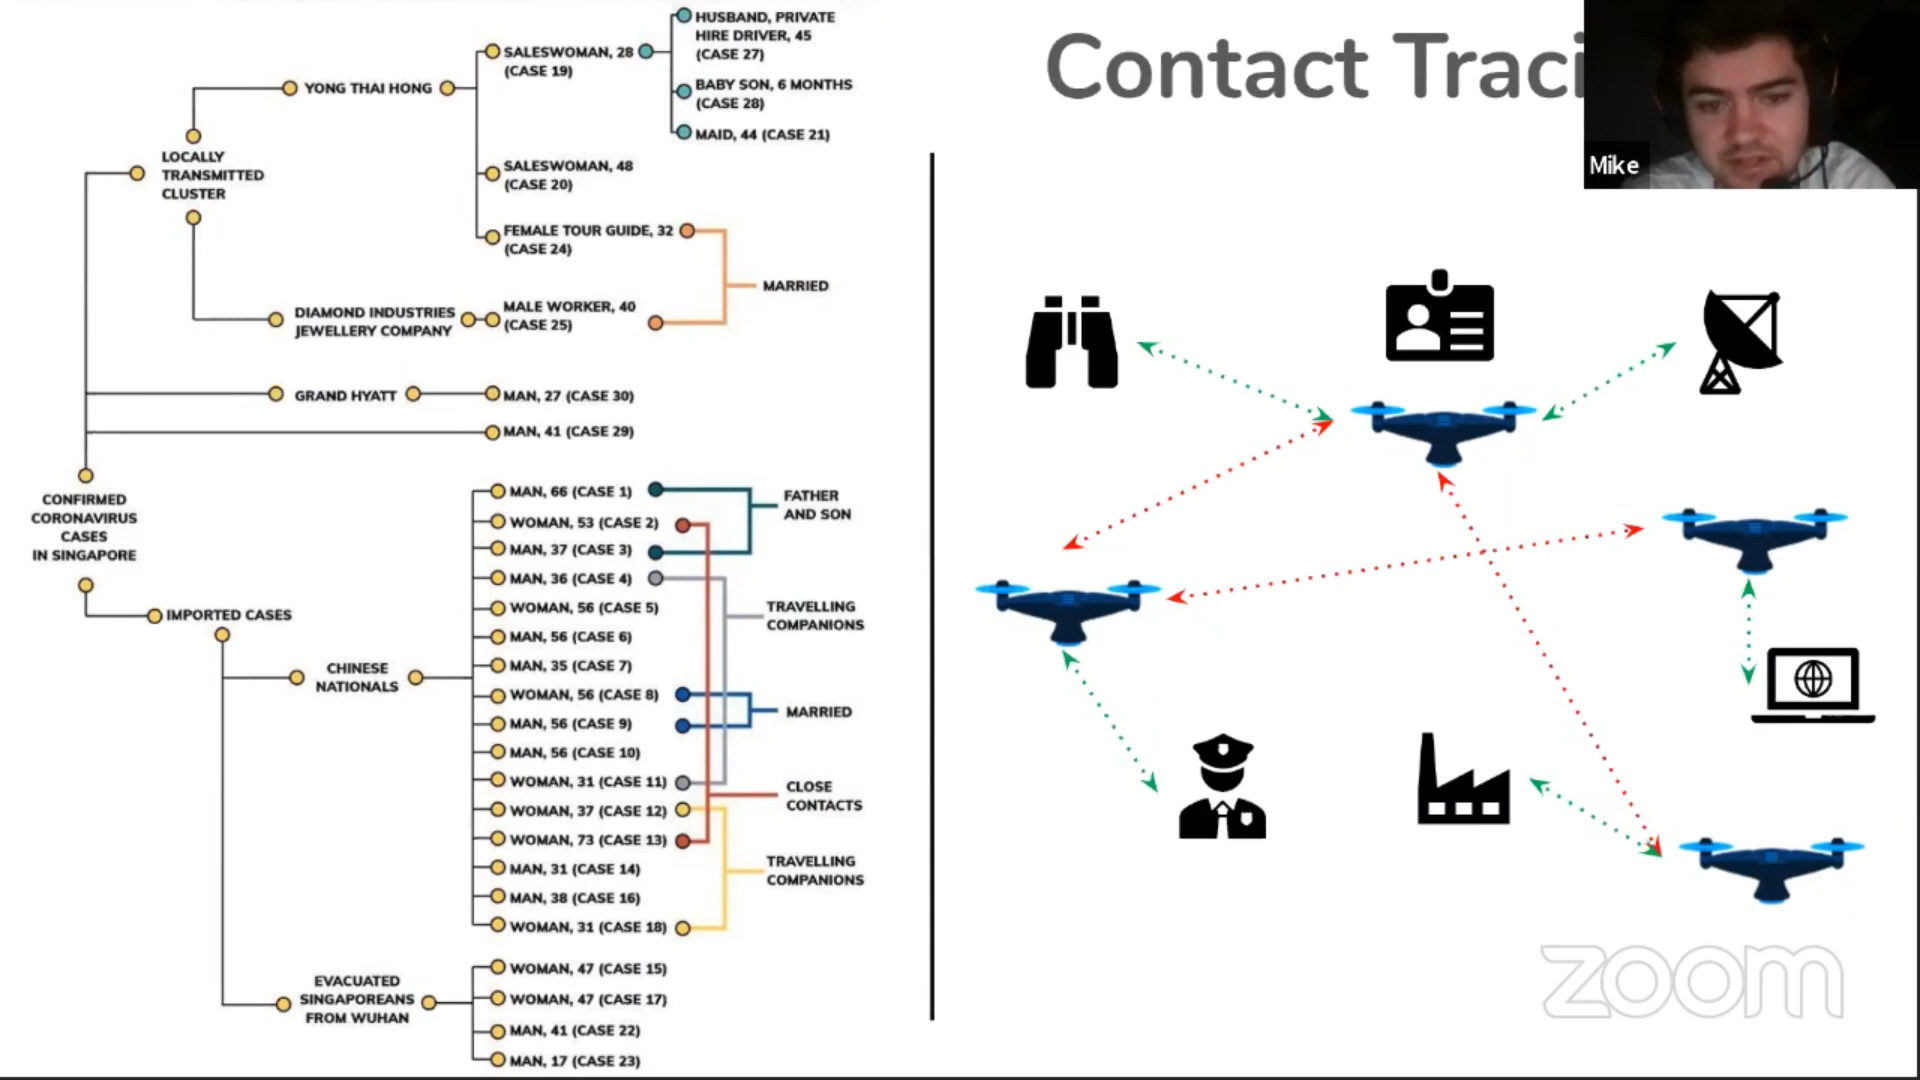 HUSBAND, PRIVATE
HIRE DRIVER, 45
(CASE 27)
SALESWOMAN, 28
(CASE 19)
BABY SON, 6 MONTHS
(CASE 28)
YONG THAI HONG
MAID, 44 (CASE 21)
LOCALLY
TRANSMITTED
CLUSTER
SALESWOMAN, 48
(CASE 20)
FEMALE TOUR GUIDE, 32
(CASE 24)
MARRIED
DIAMOND INDUSTRIES
JEWELLERY COMPANY
MALE WORKER, 40
(CASE 25)
GRAND HYATT
MAN, 27 (CASE 30)
MAN, 41 (CASE 29)
CONFIRMED
CORONAVIRUS
CASES
IN SINGAPORE
MAN, 66 (CASE 1)
WOMAN, 53 (CASE 2)
MAN, 37 (CASE 3)
MAN, 36 (CASE 4)
WOMAN, 56 (CASE 5)
MAN, 56 (CASE 6)
MAN, 35 (CASE 7)
WOMAN, 56 (CASE 8)
MAN, 56 (CASE 9)
MAN, 56 (CASE 10)
WOMAN, 31 (CASE 11)
WOMAN, 37 (CASE 12)
WOMAN, 73 (CASE 13)
MAN, 31 (CASE 14)
MAN, 38 (CASE 16)
WOMAN, 31 (CASE 18)
FATHER
AND SON
TRAVELLING
COMPANIONS
MARRIED
CLOSE
CONTACTS
TRAVELLING
COMPANIONS
IMPORTED CASES
CHINESE
NATIONALS
EVACUATED
SINGAPOREANS
FROM WUHAN
WOMAN, 47 (CASE 15)
WOMAN, 47 (CASE 17)
MAN, 41 (CASE 22)
MAN, 17 (CASE 23)
Contact Traci
Mike
zoom